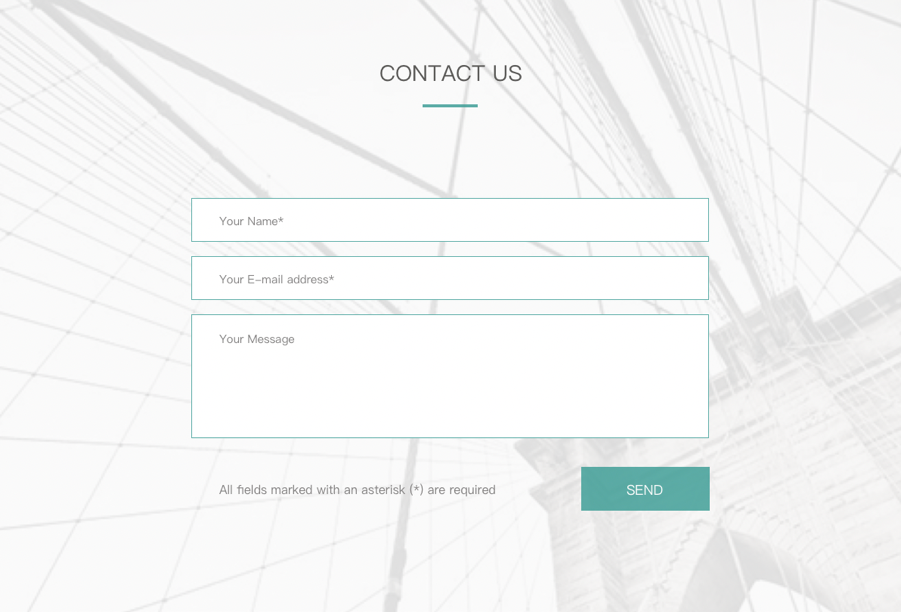 CONTACT US
Your Name*
Your E-mail address*
Your Message
All fields marked with an asterisk (*) are required
SEND